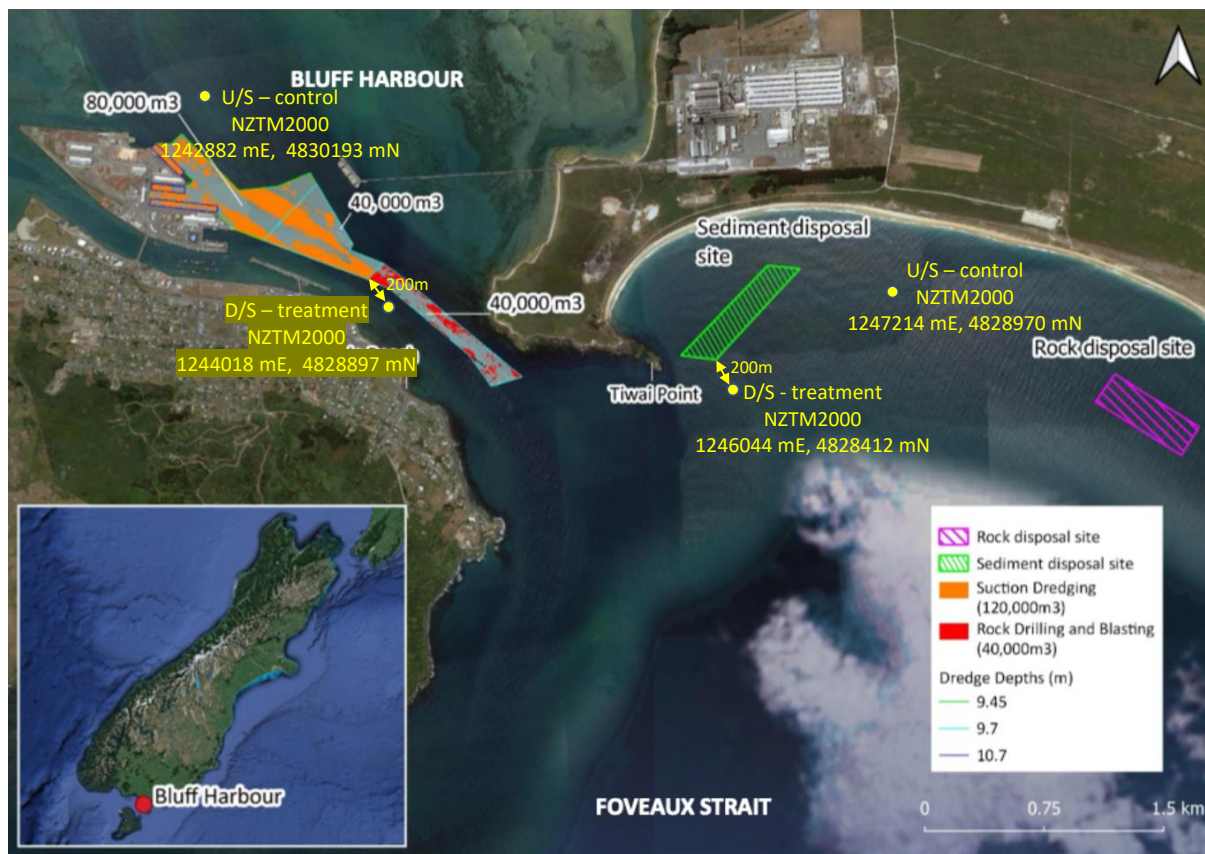 BLUFF HARBOUR
80,000 m3
U/S – control
NZTM2000
1242882 mE, 4830193 mN
40,000 m3
200m
40,000 m3
D/S – treatment
NZTM2000
1244018 mE, 4828897 mN
Sediment disposal
site
U/S – control
NZTM2000
1247214 mE, 4828970 mN
Rock disposal site
Tiwai Point
200m
D/S - treatment
NZTM2000
1246044 mE, 4828412 mN
Rock disposal site
Sediment disposal site
Suction Dredging
(120,000m3)
Rock Drilling and Blasting
(40,000m3)
Dredge Depths (m)
9.45
9.7
10.7
Bluff Harbour
FOVEAUX STRAIT
0 0.75 1.5 km